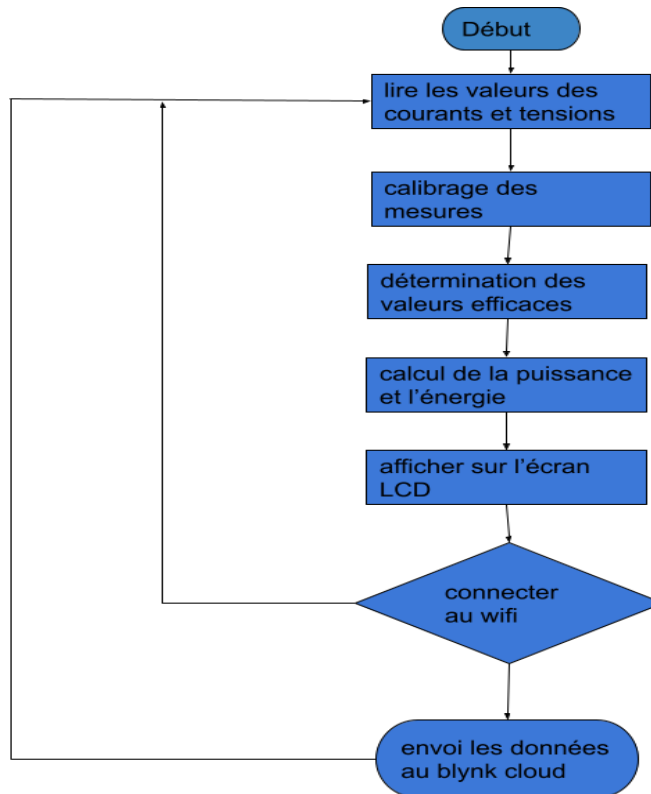 Début
lire les valeurs des
courants et tensions
calibrage des
mesures
détermination des
valeurs efficaces
calcul de la puissance
et l'énergie
afficher sur l'écran
LCD
connecter
au wifi
envoi les données
au blynk cloud